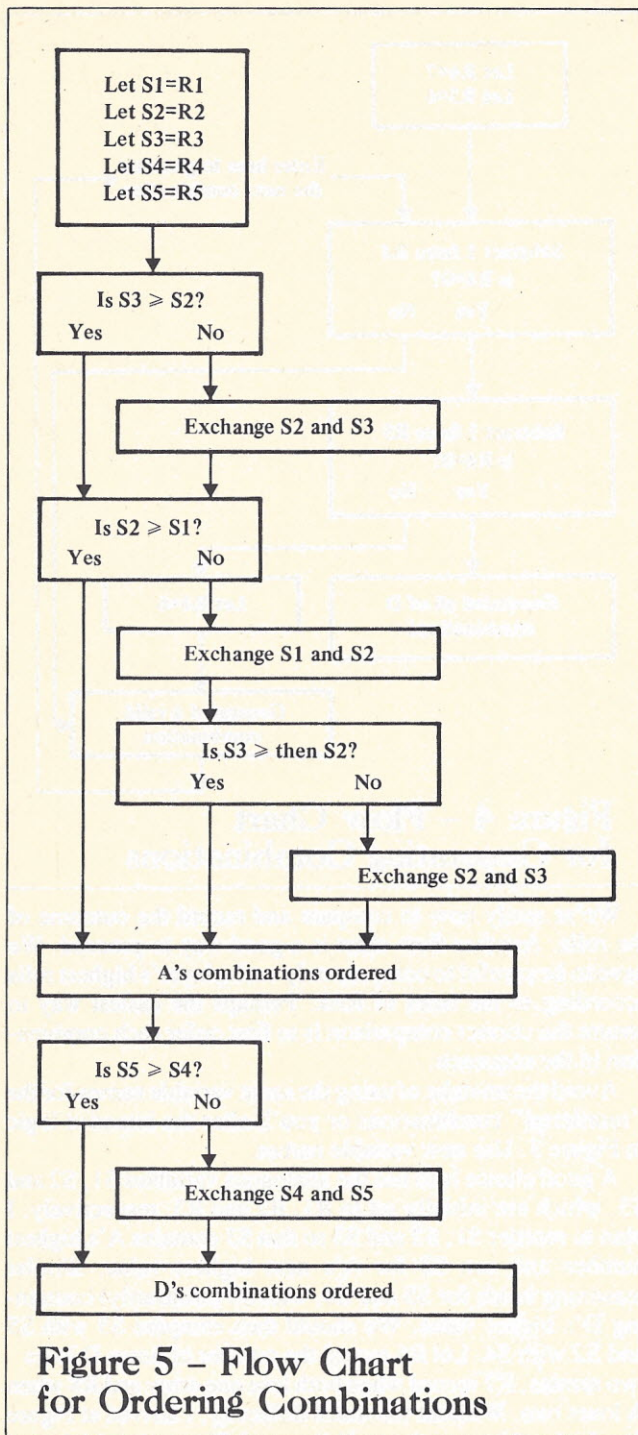 Let S1=R1
Let S2=R2
Let S3=R3
Let S4=R4
Let S5=R5
Is S3 ⩾ S2?
Yes No
Exchange S2 and S3
Is S2 ⩾ S1?
Yes No
Exchange S1 and S2
Is S3 ⩾ then S2?
Yes No
Exchange S2 and S3
A's combinations ordered
Is S5 ⩾ S4?
Yes No
Exchange S4 and S5
D's combinations ordered
Figure 5 – Flow Chart
for Ordering Combinations